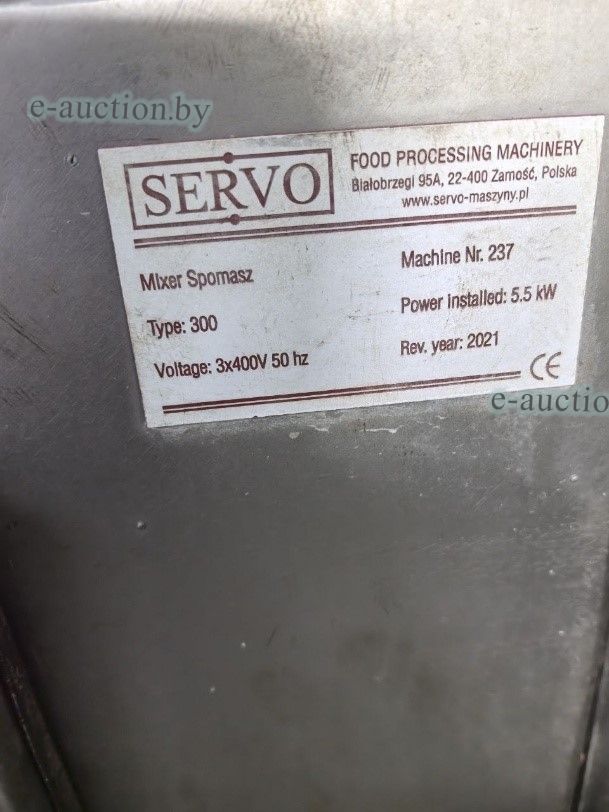 e-auction.by
SERVO
FOOD PROCESSING MACHINERY
Białobrzegi 95A, 22-400 Zamość, Polska
www.servo-maszyny.pl
Mixer Spomasz
Machine Nr. 237
Type: 300
Power installed: 5.5 kW
Voltage: 3x400V 50 hz
Rev. year: 2021
CE
e-auctio